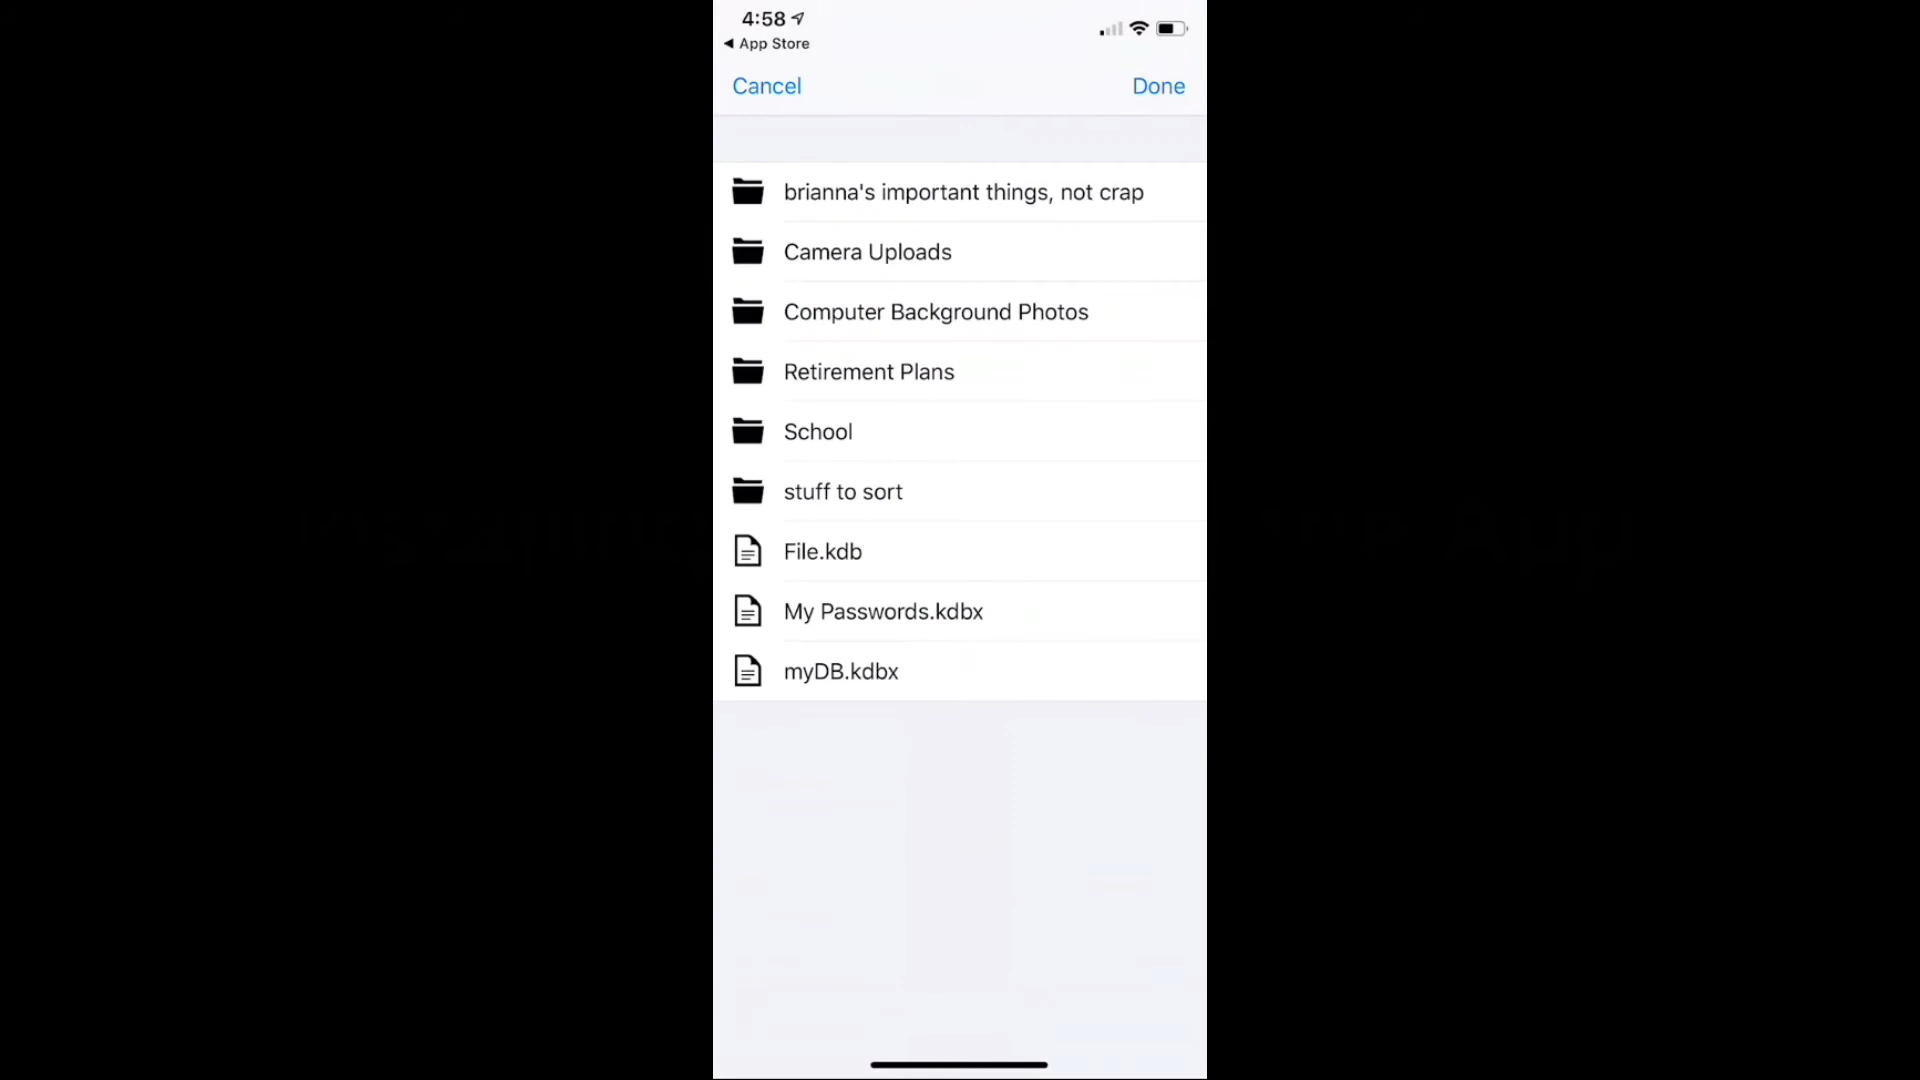 4:58
App Store
Cancel
Done
brianna's important things, not crap
Camera Uploads
Computer Background Photos
Retirement Plans
School
stuff to sort
File.kdb
My Passwords.kdbx
myDB.kdbx